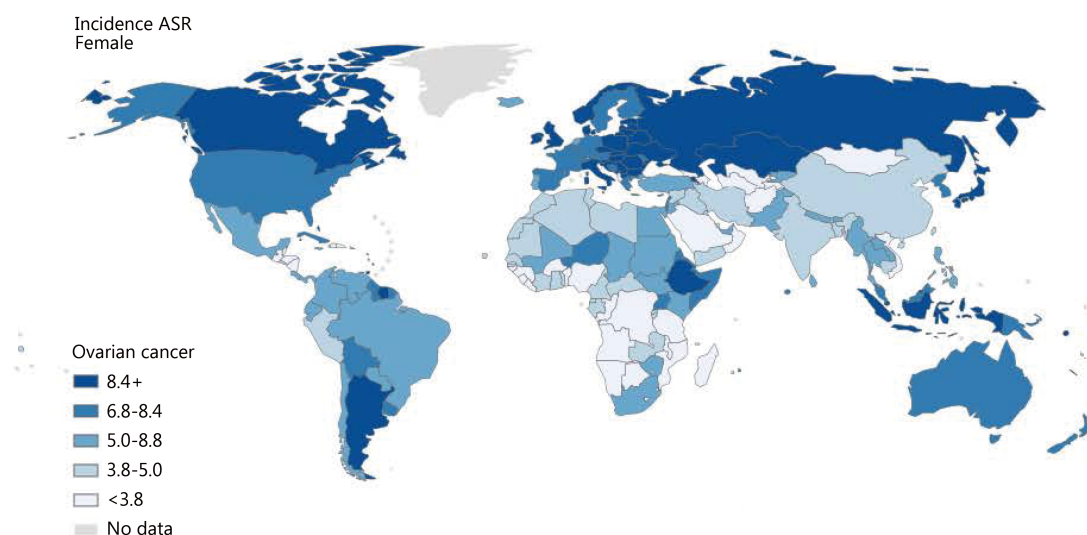 Incidence ASR
Female
Ovarian cancer
8.4+
6.8-8.4
5.0-8.8
3.8-5.0
<3.8
No data